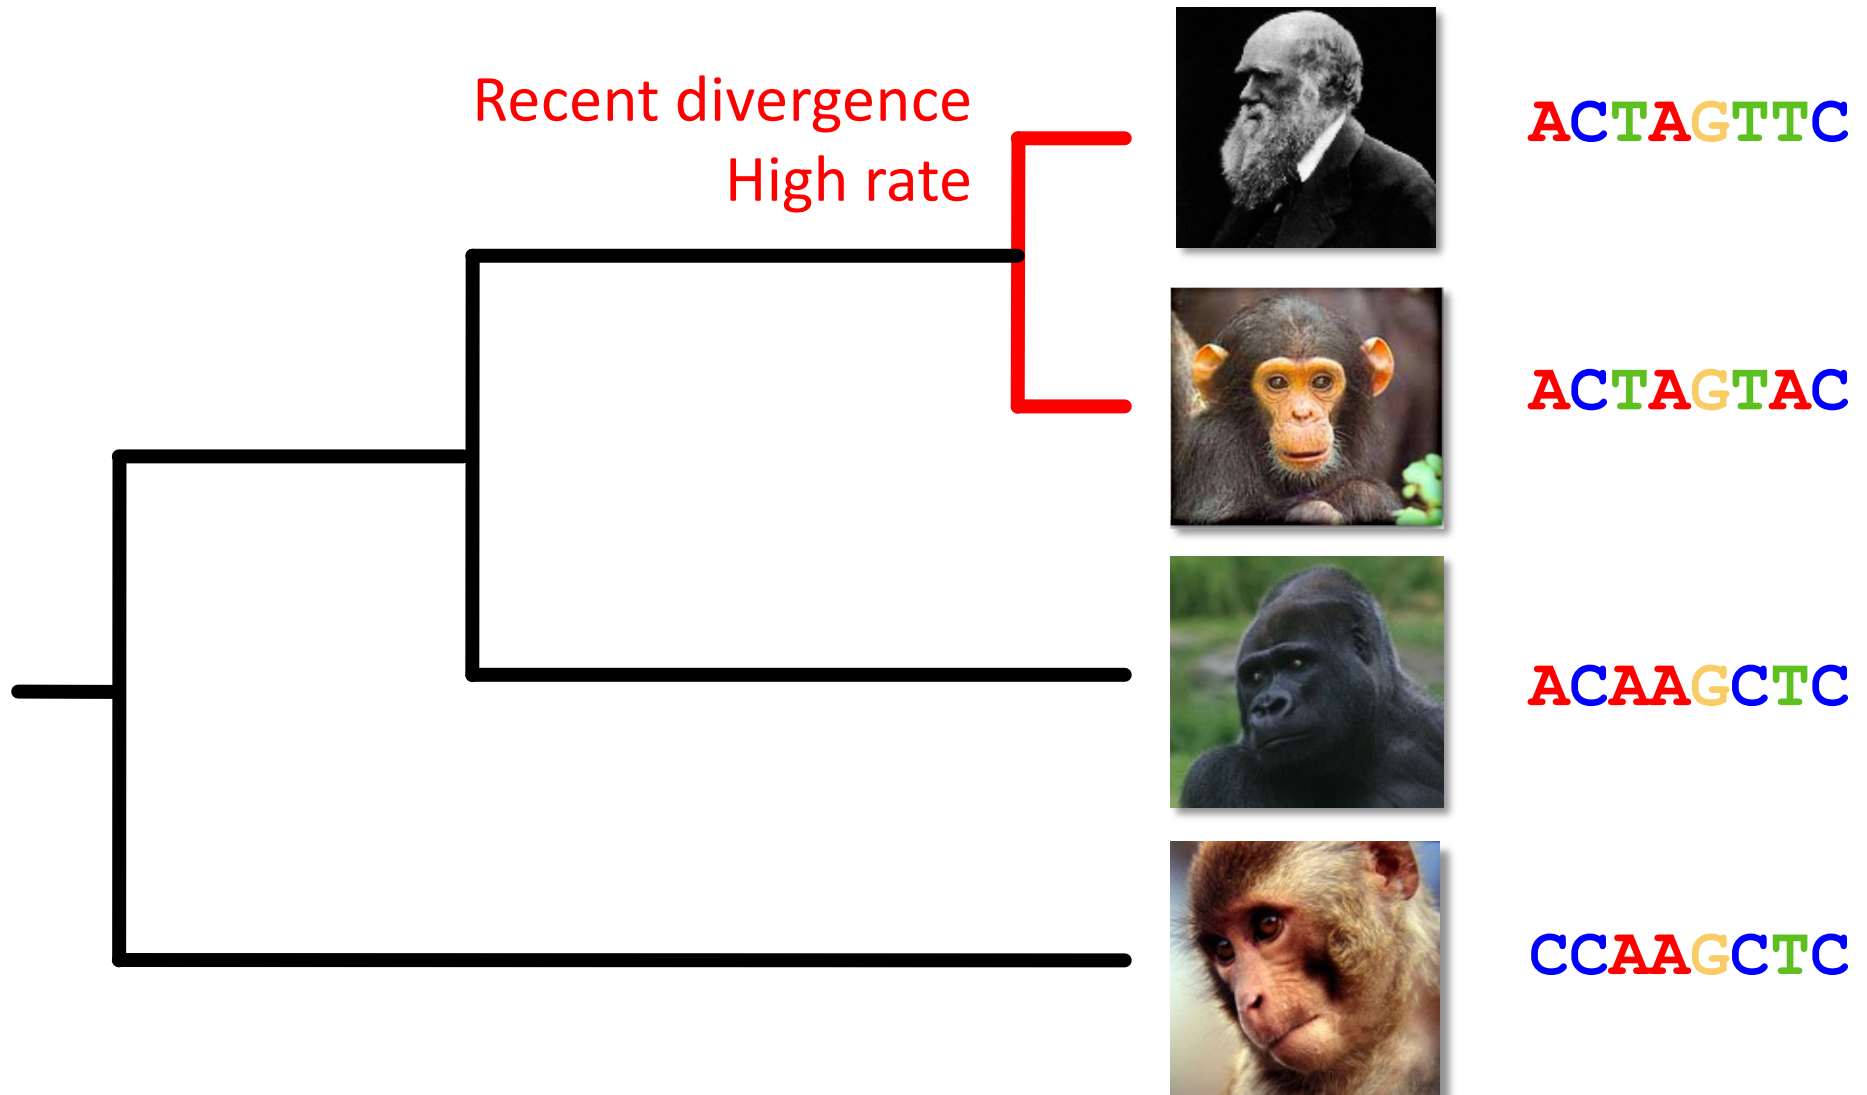 Recent divergence
High rate
ACTAGTTC
ACTAGTAC
ACAAGCTC
CCAAGCTC